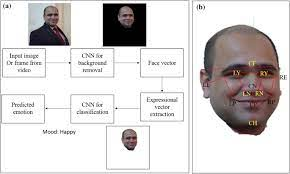 (a)
Input image
Or frame from
video
CNN for
background
removal
Face vector
Predicted
emotion
CNN for
classification
Expressional
vector
extraction
Mood: Happy
(b)
CF
LY
RY
RE
LN
RN
CH